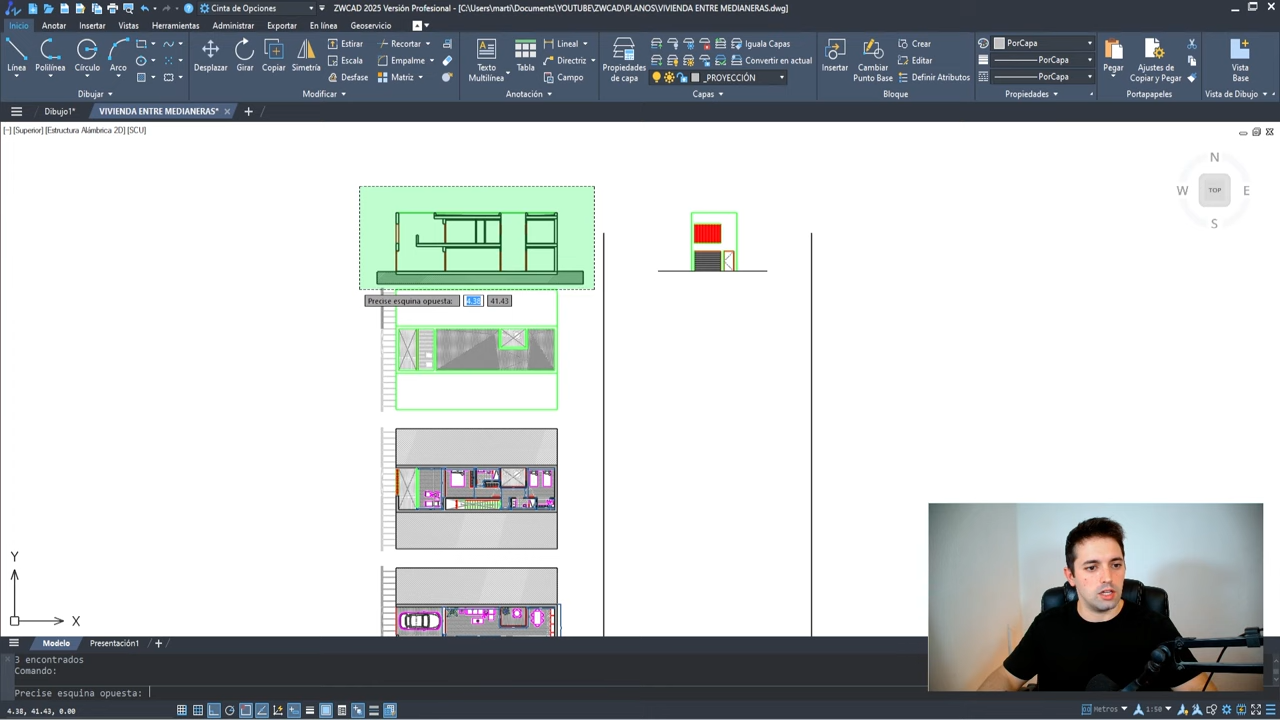 Cinta de Opciones
ZWCAD 2025 Versión Profesional - [C:\Users\marti\Documents\YOUTUBE\ZWCAD\PLANOS\VIVIENDA ENTRE MEDIANERAS.dwg]
Inicio Anotar Insertar Vistas Herramientas Administrar Exportar En línea Geoservicio
Línea Polilínea Círculo Arco
Dibujar
Desplazar Girar Copiar Simetría
Estirar
Escala
Desfase
Recortar
Empalme
Matriz
Modificar
Texto Multilínea
Tabla
Lineal
Directriz
Campo
Anotación
Propiedades de capa
Iguala Capas
Convertir en actual
_PROYECCIÓN
Capas
Insertar
Cambiar Punto Base
Crear
Editar
Definir Atributos
Bloque
PorCapa
PorCapa
PorCapa
Propiedades
Pegar
Ajustes de Copiar y Pegar
Portapapeles
Vista Base
Vista de Dibujo
Dibujo1*
VIVIENDA ENTRE MEDIANERAS*
[−] [Superior] [Estructura Alámbrica 2D] [SCU]
N
W TOP E
S
Precise esquina opuesta: 4.38 41.43
Y
X
Modelo Presentación1
3 encontrados
Comando:
Precise esquina opuesta:
4.38, 41.43, 0.00
Metros
1:50